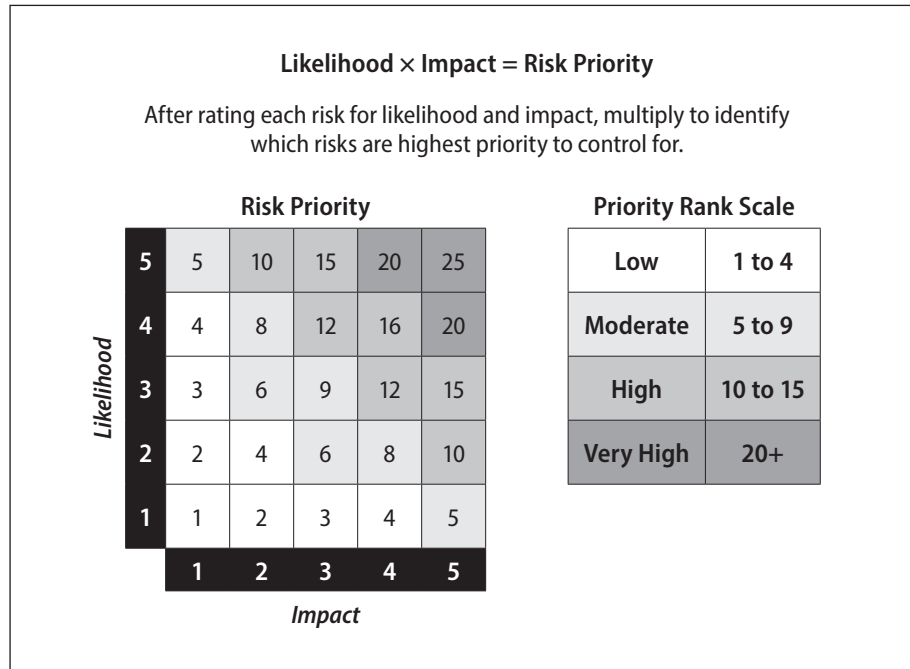 Likelihood × Impact = Risk Priority
After rating each risk for likelihood and impact, multiply to identify
which risks are highest priority to control for.
Risk Priority
Likelihood
5 5 10 15 20 25
4 4 8 12 16 20
3 3 6 9 12 15
2 2 4 6 8 10
1 1 2 3 4 5
1 2 3 4 5
Impact
Priority Rank Scale
Low 1 to 4
Moderate 5 to 9
High 10 to 15
Very High 20+